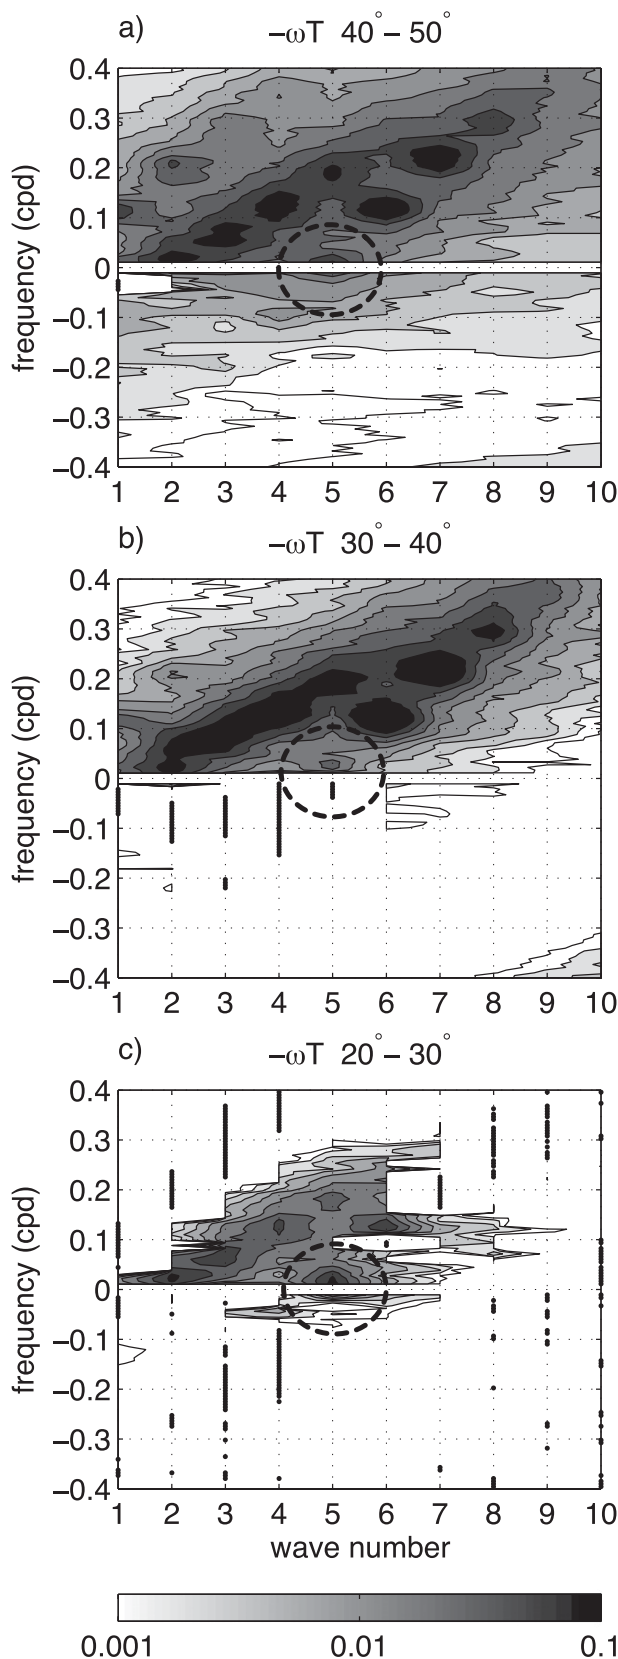 a) −ωT 40°−50°
0.4
0.3
0.2
0.1
0
−0.1
−0.2
−0.3
−0.4
frequency (cpd)
1 2 3 4 5 6 7 8 9 10
b) −ωT 30°−40°
0.4
0.3
0.2
0.1
0
−0.1
−0.2
−0.3
−0.4
frequency (cpd)
1 2 3 4 5 6 7 8 9 10
c) −ωT 20°−30°
0.4
0.3
0.2
0.1
0
−0.1
−0.2
−0.3
−0.4
frequency (cpd)
1 2 3 4 5 6 7 8 9 10
wave number
0.001 0.01 0.1